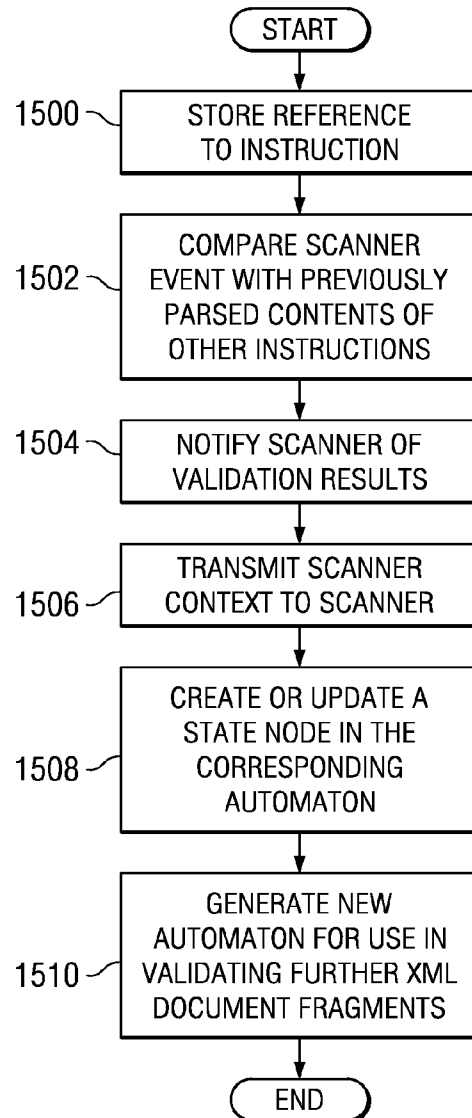 START
1500
STORE REFERENCE
TO INSTRUCTION
1502
COMPARE SCANNER
EVENT WITH PREVIOUSLY
PARSED CONTENTS OF
OTHER INSTRUCTIONS
1504
NOTIFY SCANNER OF
VALIDATION RESULTS
1506
TRANSMIT SCANNER
CONTEXT TO SCANNER
1508
CREATE OR UPDATE A
STATE NODE IN THE
CORRESPONDING
AUTOMATON
1510
GENERATE NEW
AUTOMATON FOR USE IN
VALIDATING FURTHER XML
DOCUMENT FRAGMENTS
END